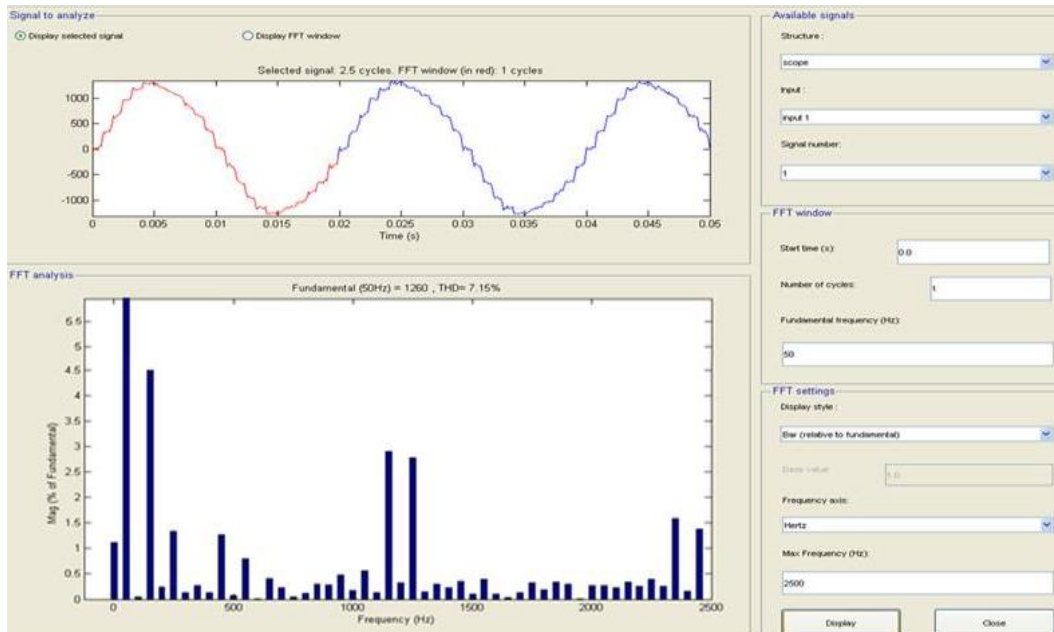 Signal to analyze
Display selected signal
Display FFT window
Selected signal: 2.5 cycles. FFT window (in red): 1 cycles
1000
500
0
-500
-1000
0 0.005 0.01 0.015 0.02 0.025 0.03 0.035 0.04 0.045 0.05
Time (s)
FFT analysis
Fundamental (50Hz) = 1260 , THD= 7.15%
5.5
5
4.5
4
3.5
3
2.5
2
1.5
1
0.5
0
Mag (% of Fundamental)
0 500 1000 1500 2000 2500
Frequency (Hz)
Available signals
Structure :
scope
Input :
input 1
Signal number:
1
FFT window
Start time (s):
0.0
Number of cycles:
1
Fundamental frequency (Hz):
50
FFT settings
Display style :
Bar (relative to fundamental)
Base value
1.0
Frequency axis:
Hertz
Max Frequency (Hz):
2500
Display
Close